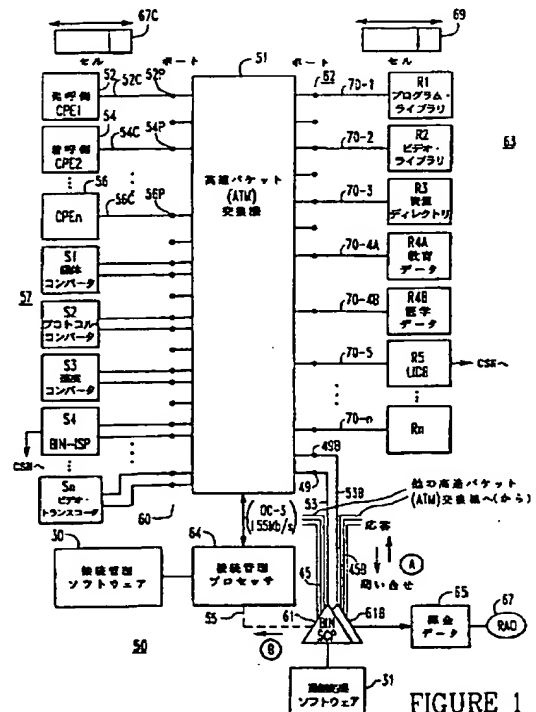 67C
69
セル
ポート
51
ポート
セル
52
発呼側
CPE1
52C
52P
62
70-1
R1
プログラム・
ライブラリ
54
着呼側
CPE2
54C
54P
70-2
R2
ビデオ・
ライブラリ
63
56
CPEn
56C
56P
高速パケット
(ATM)
交換機
70-3
R3
資源
ディレクトリ
S1
媒体
コンバータ
70-4A
R4A
教育
データ
57
S2
プロトコル・
コンバータ
70-4B
R4B
医学
データ
S3
速度
コンバータ
70-5
R5
CSNへ
S4
BIN-ISP
CSNへ
70-n
Rn
49B
49
Sn
ビデオ・
トランスコーダ
60
OC-3
155Mb/s
53
53B
他の高速パケット
(ATM)交換機へ(から)
応答
A
問い合せ
45
45B
30
接続管理
ソフトウェア
64
接続管理
プロセッサ
55
B
61
BIN
SCP
61B
65
データ
67
RAO
50
31
ソフトウェア
FIGURE 1